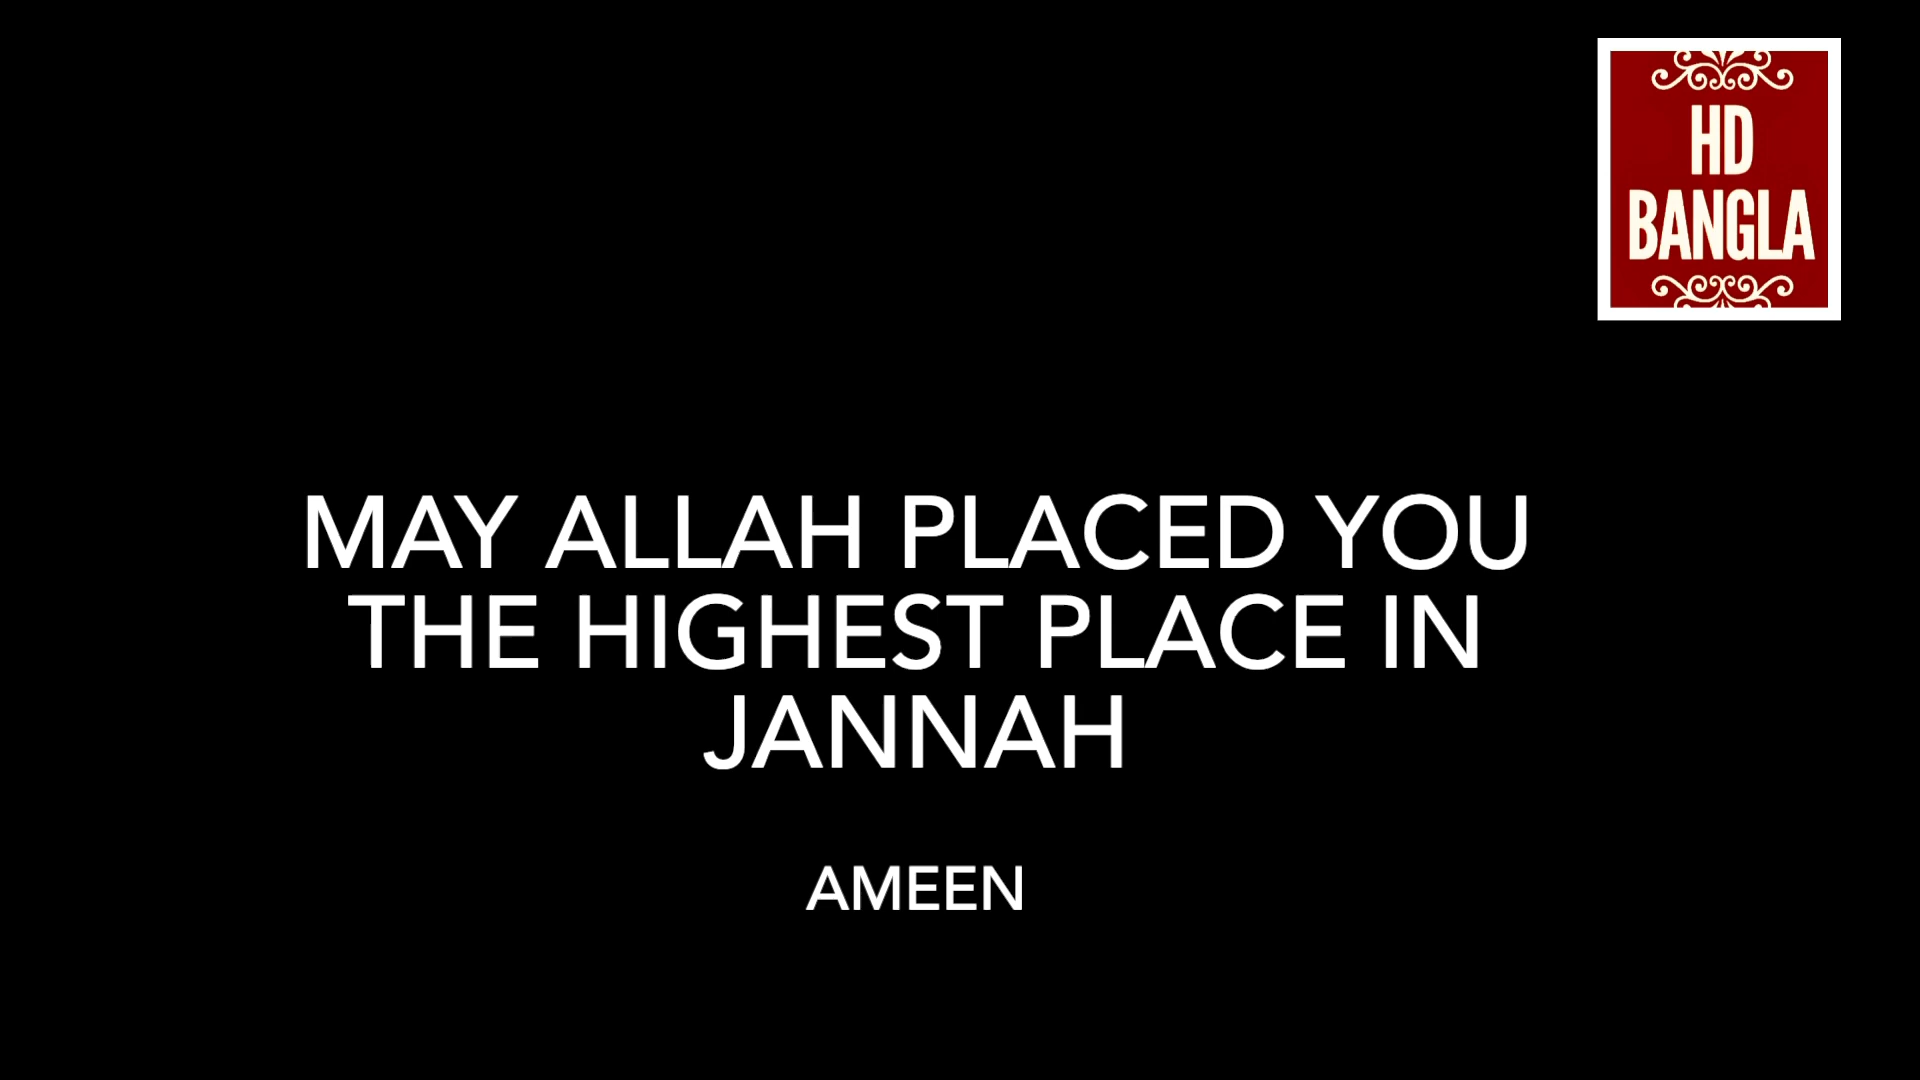 HD
BANGLA
MAY ALLAH PLACED YOU
THE HIGHEST PLACE IN
JANNAH
AMEEN